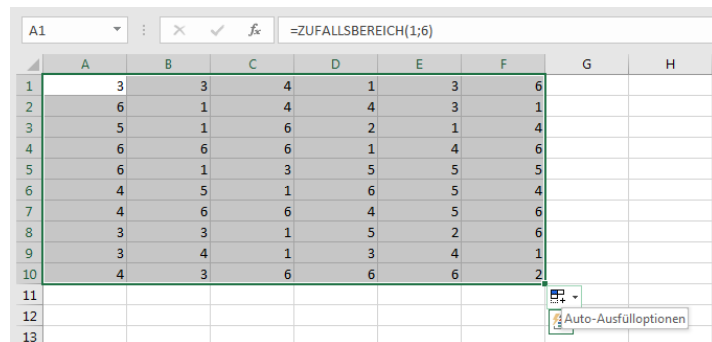 A1 fx =ZUFALLSBEREICH(1;6)
A B C D E F G H
1 3 3 4 1 3 6
2 6 1 4 4 3 1
3 5 1 6 2 1 4
4 6 6 6 1 4 6
5 6 1 3 5 5 5
6 4 5 1 6 5 4
7 4 6 6 4 5 6
8 3 3 1 5 2 6
9 3 4 1 3 4 1
10 4 3 6 6 6 2
11
12 Auto-Ausfülloptionen
13